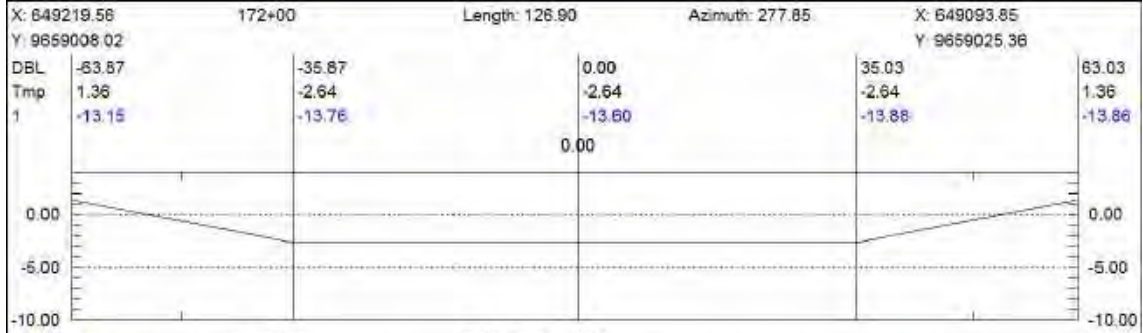 X: 649219.56 172+00 Length: 126.90 Azimuth: 277.85 X: 649093.85
Y: 9659008.02 Y: 9659025.36
DBL -63.87 -35.87 0.00 35.03 63.03
Tmp 1.36 -2.64 -2.64 -2.64 1.36
1 -13.15 -13.76 -13.60 -13.88 -13.86
0.00
0.00 0.00
-5.00 -5.00
-10.00 -10.00